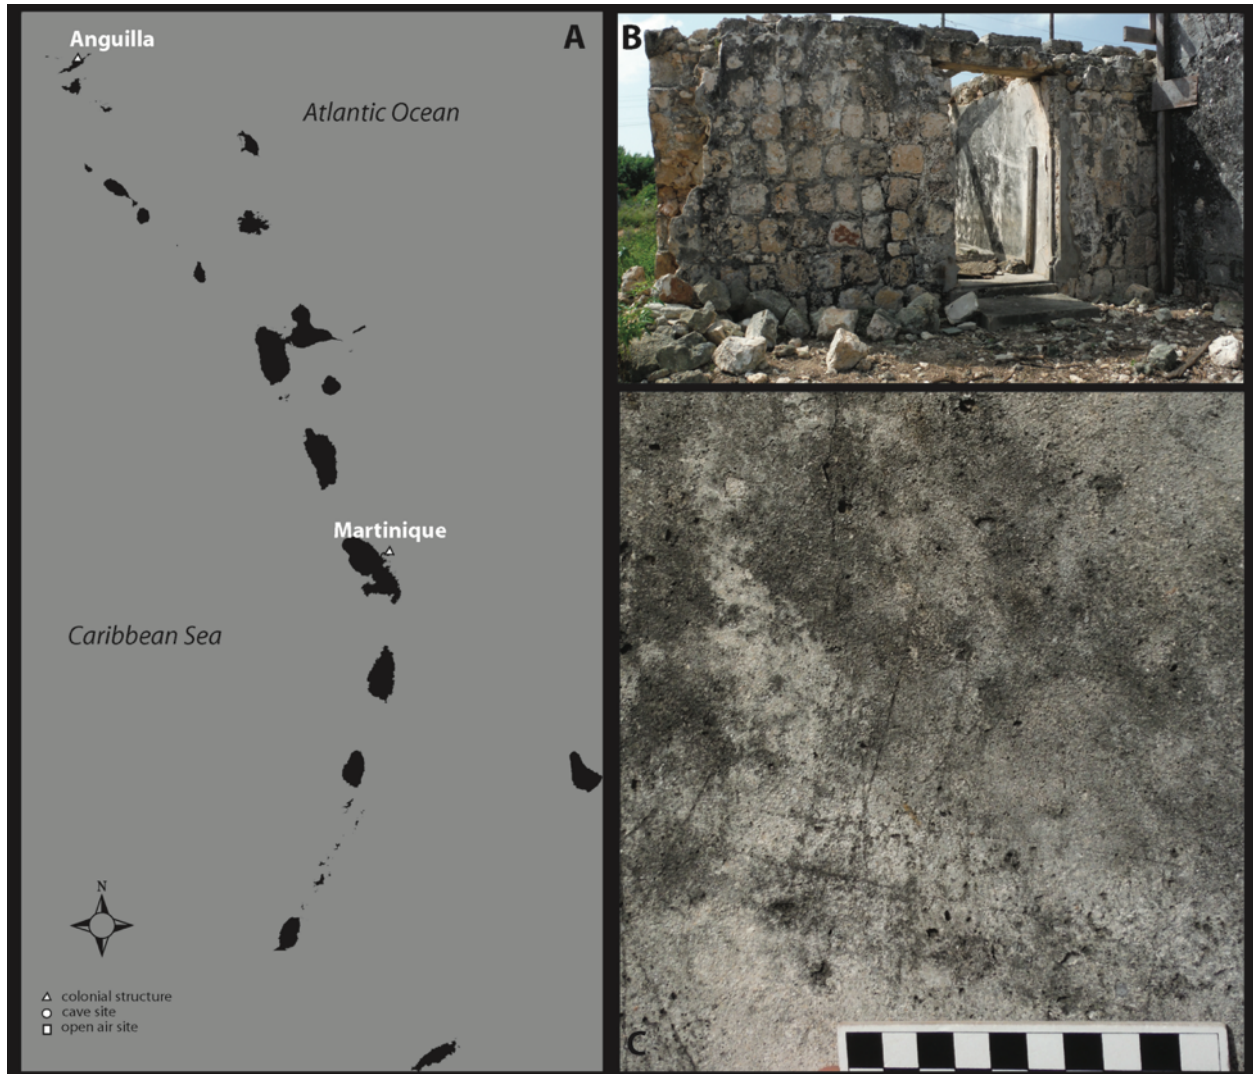 Anguilla
A
Atlantic Ocean
Martinique
Caribbean Sea
N
colonial structure
cave site
open air site
B
C